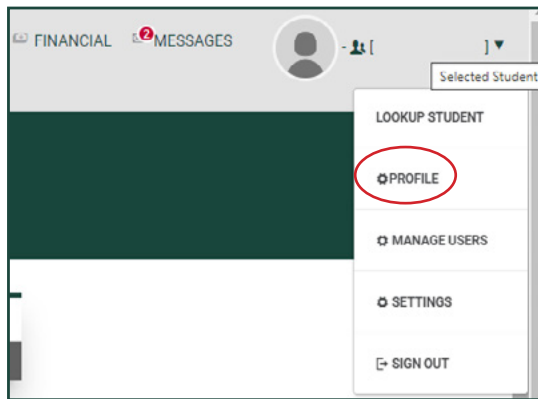 FINANCIAL 2 MESSAGES - [ ] ▼
Selected Student
LOOKUP STUDENT
PROFILE
MANAGE USERS
SETTINGS
SIGN OUT